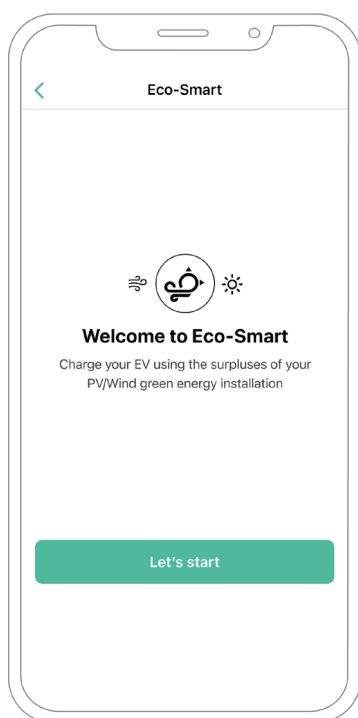 Eco-Smart
Welcome to Eco-Smart
Charge your EV using the surpluses of your
PV/Wind green energy installation
Let's start